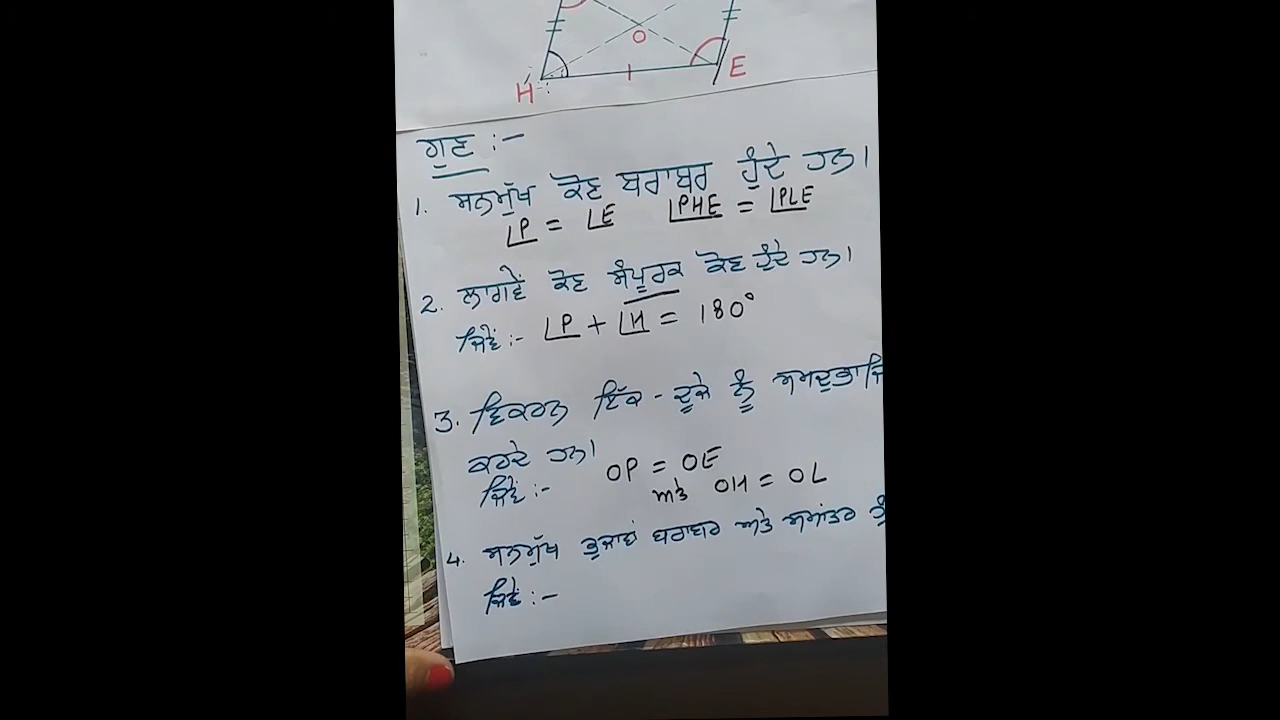 O
H
E
ਗੁਣ :-
1. ਸਨਮੁੱਖ ਕੋਣ ਬਰਾਬਰ ਹੁੰਦੇ ਹਨ।
∠P = ∠E ∠PHE = ∠PLE
2. ਲਾਗਵੇਂ ਕੋਣ ਸੰਪੂਰਕ ਕੋਣ ਹੁੰਦੇ ਹਨ।
ਜਿਵੇਂ :- ∠P + ∠H = 180°
3. ਵਿਕਰਨ ਇੱਕ - ਦੂਜੇ ਨੂੰ ਸਮਦੁਭਾਜਿ
ਕਰਦੇ ਹਨ।
ਜਿਵੇਂ :- OP = OE
ਅਤੇ OH = OL
4. ਸਨਮੁੱਖ ਭੁਜਾਵਾਂ ਬਰਾਬਰ ਅਤੇ ਸਮਾਂਤਰ ਹੁੰ
ਜਿਵੇਂ :-